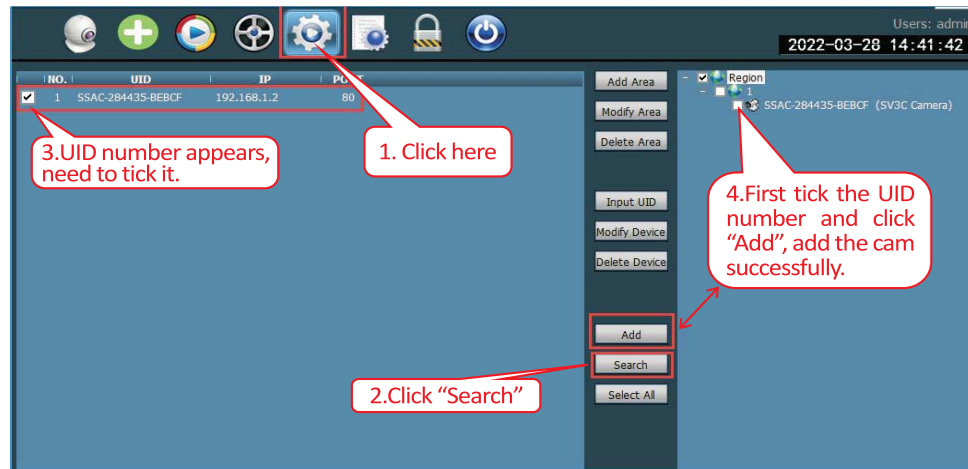 Users: admin
2022-03-28 14:41:42
NO. UID IP PORT
1 SSAC-284435-BEBCF 192.168.1.2 80
3.UID number appears,
need to tick it.
1. Click here
Add Area
Modify Area
Delete Area
Input UID
Modify Device
Delete Device
Add
Search
Select All
2.Click “Search”
Region
1
SSAC-284435-BEBCF (SV3C Camera)
4.First tick the UID
number and click
“Add”, add the cam
successfully.